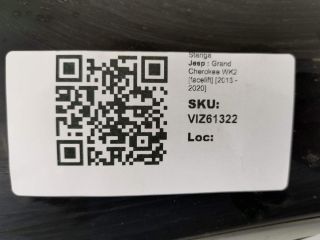 Stanga
Jeep : Grand
Cherokee WK2
[facelift] [2013 -
2020]
SKU:
VIZ61322
Loc: